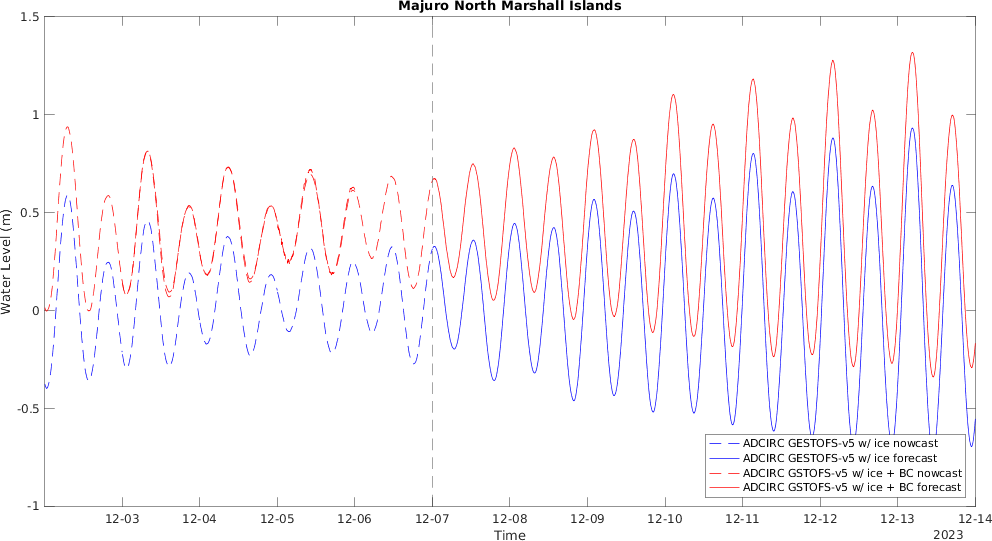 Majuro North Marshall Islands
Water Level (m)
1.5
1
0.5
0
-0.5
-1
ADCIRC GESTOFS-v5 w/ ice nowcast
ADCIRC GESTOFS-v5 w/ ice forecast
ADCIRC GSTOFS-v5 w/ ice + BC nowcast
ADCIRC GSTOFS-v5 w/ ice + BC forecast
12-03 12-04 12-05 12-06 12-07 12-08 12-09 12-10 12-11 12-12 12-13 12-14
Time
2023